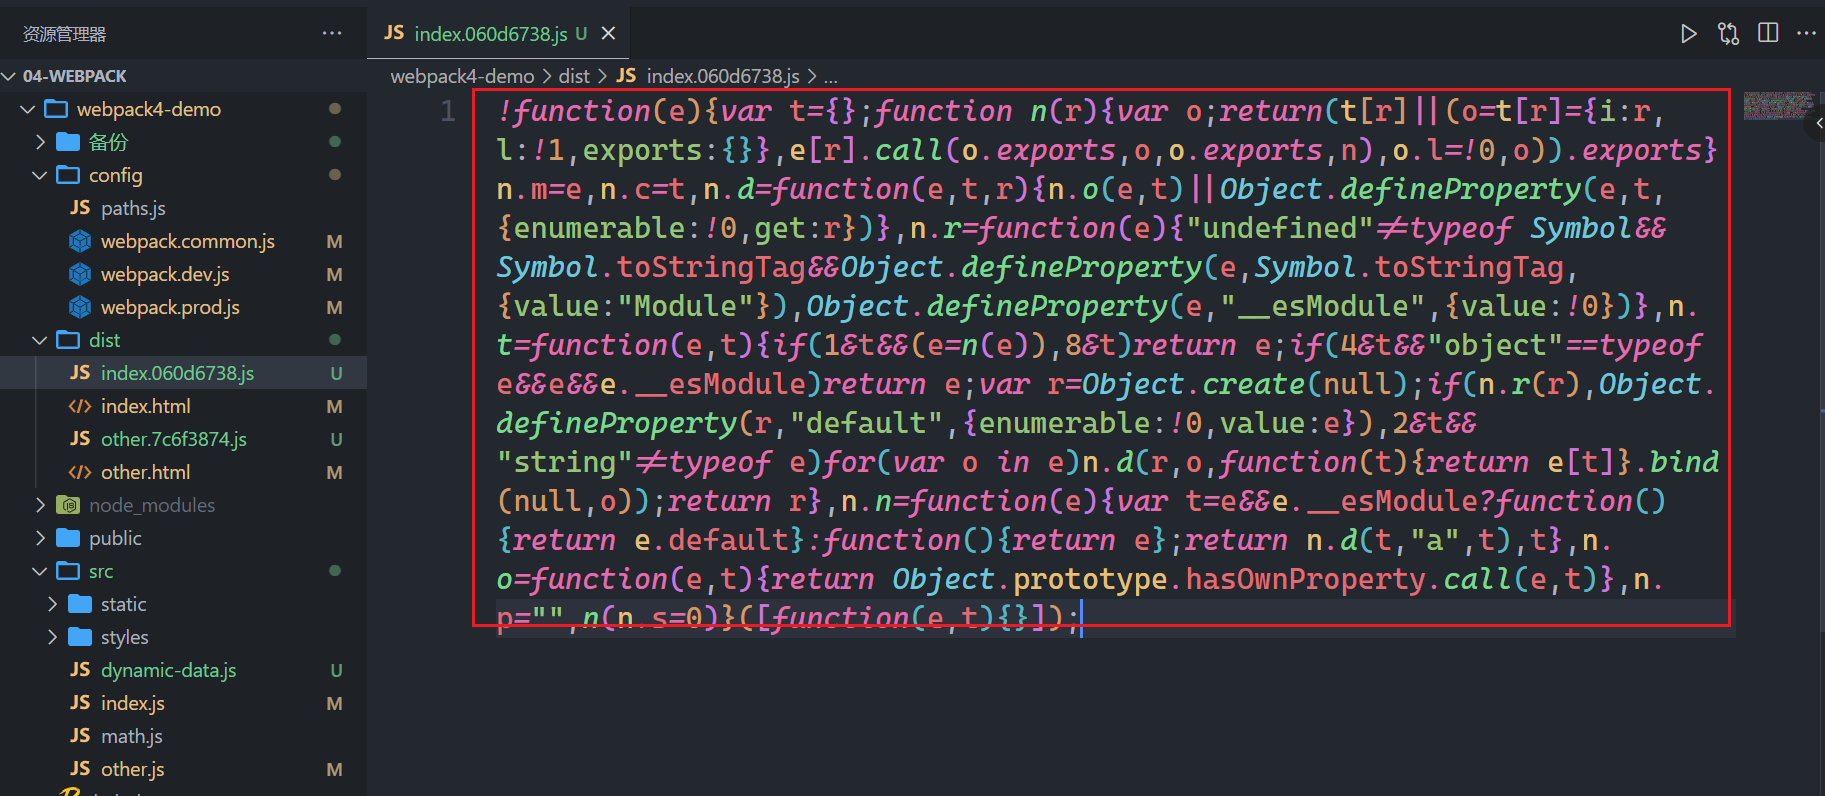 资源管理器 ···
04-WEBPACK
webpack4-demo
备份
config
JS paths.js
webpack.common.js M
webpack.dev.js M
webpack.prod.js M
dist
JS index.060d6738.js U
</> index.html M
JS other.7c6f3874.js U
</> other.html M
node_modules
public
src
static
styles
JS dynamic-data.js U
JS index.js M
JS math.js
JS other.js M
JS index.060d6738.js U
webpack4-demo > dist > JS index.060d6738.js > ...
1
!function(e){var t={};function n(r){var o;return(t[r]||(o=t[r]={i:r,
l:!1,exports:{}},e[r].call(o.exports,o,o.exports,n),o.l=!0,o)).exports}
n.m=e,n.c=t,n.d=function(e,t,r){n.o(e,t)||Object.defineProperty(e,t,
{enumerable:!0,get:r})},n.r=function(e){"undefined"!=typeof Symbol&&
Symbol.toStringTag&&Object.defineProperty(e,Symbol.toStringTag,
{value:"Module"}),Object.defineProperty(e,"__esModule",{value:!0})},n.
t=function(e,t){if(1&t&&(e=n(e)),8&t)return e;if(4&t&&"object"==typeof
e&&e&&e.__esModule)return e;var r=Object.create(null);if(n.r(r),Object.
defineProperty(r,"default",{enumerable:!0,value:e}),2&t&&
"string"!=typeof e)for(var o in e)n.d(r,o,function(t){return e[t]}.bind
(null,o));return r},n.n=function(e){var t=e&&e.__esModule?function()
{return e.default}:function(){return e};return n.d(t,"a",t),t},n.
o=function(e,t){return Object.prototype.hasOwnProperty.call(e,t)},n.
p="",n(n.s=0)}([function(e,t){}]);